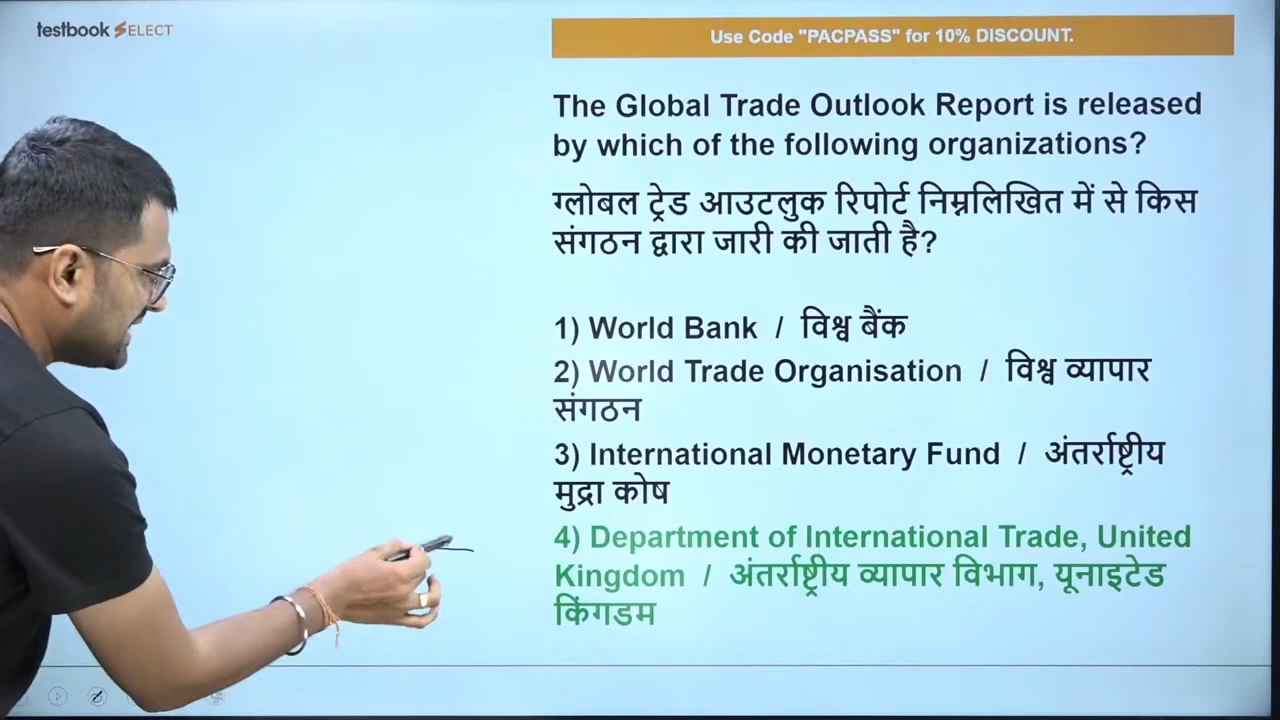 testbook SELECT
Use Code "PACPASS" for 10% DISCOUNT.
The Global Trade Outlook Report is released
by which of the following organizations?
ग्लोबल ट्रेड आउटलुक रिपोर्ट निम्नलिखित में से किस
संगठन द्वारा जारी की जाती है?
1) World Bank / विश्व बैंक
2) World Trade Organisation / विश्व व्यापार
संगठन
3) International Monetary Fund / अंतर्राष्ट्रीय
मुद्रा कोष
4) Department of International Trade, United
Kingdom / अंतर्राष्ट्रीय व्यापार विभाग, यूनाइटेड
किंगडम